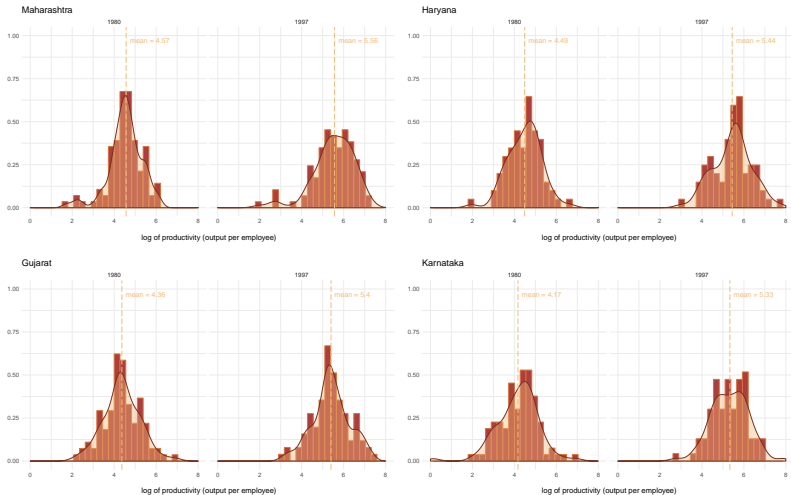 Maharashtra
1980
1997
mean = 4.57
mean = 5.56
1.00
0.75
0.50
0.25
0.00
0 2 4 6 8 0 2 4 6 8
log of productivity (output per employee)
Haryana
1980
1997
mean = 4.49
mean = 5.44
1.00
0.75
0.50
0.25
0.00
0 2 4 6 8 0 2 4 6 8
log of productivity (output per employee)
Gujarat
1980
1997
mean = 4.36
mean = 5.4
1.00
0.75
0.50
0.25
0.00
0 2 4 6 8 0 2 4 6 8
log of productivity (output per employee)
Karnataka
1980
1997
mean = 4.17
mean = 5.33
1.00
0.75
0.50
0.25
0.00
0 2 4 6 8 0 2 4 6 8
log of productivity (output per employee)